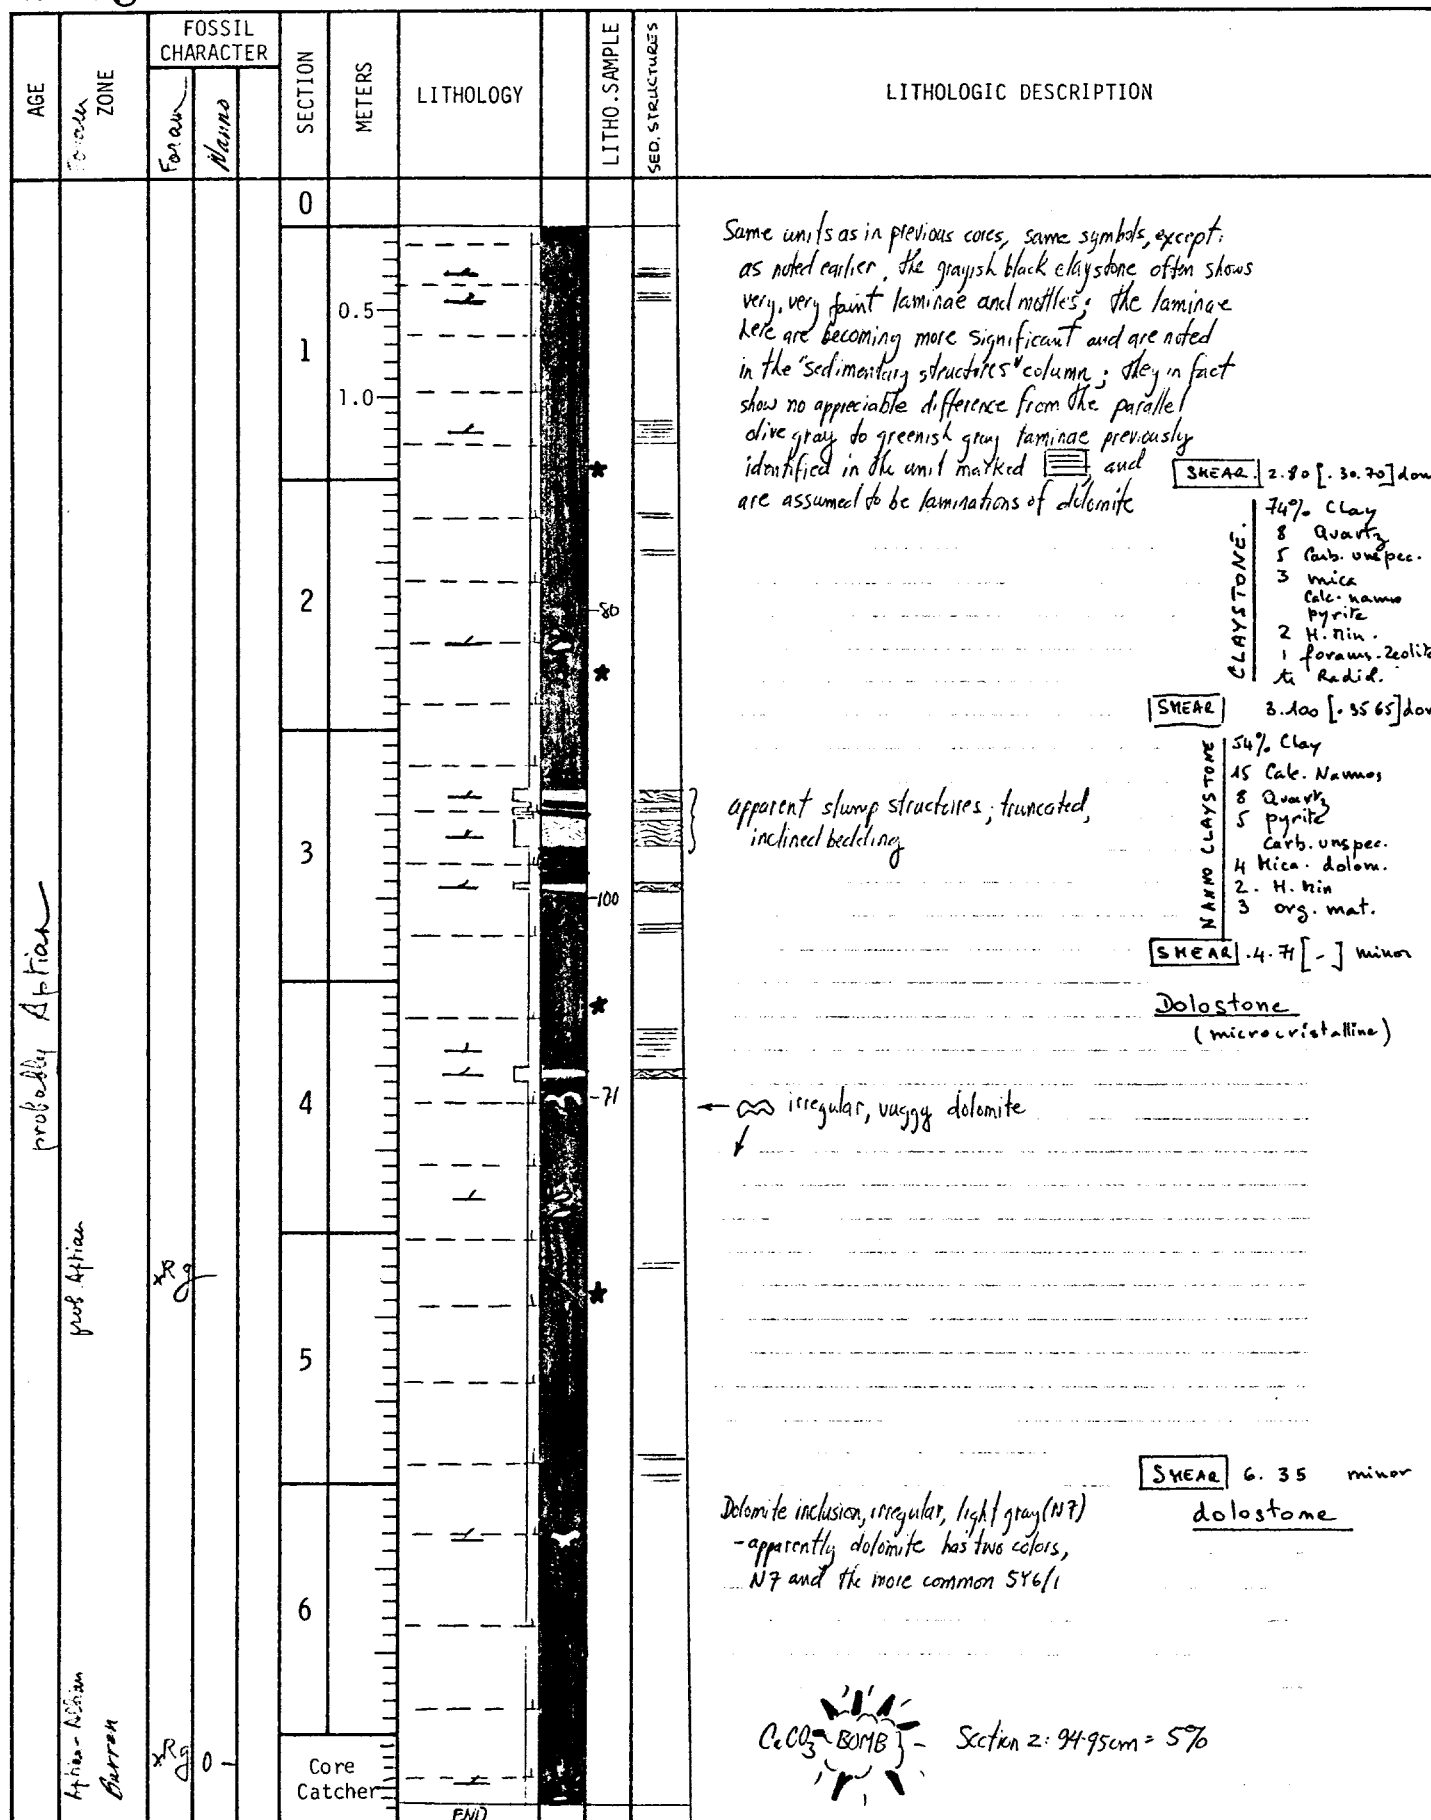 FOSSIL
CHARACTER
AGE
ZONE
Foram
Nanno
SECTION
METERS
LITHOLOGY
LITHO.SAMPLE
SED. STRUCTURES
LITHOLOGIC DESCRIPTION
0
0.5
1
1.0
2
80
3
100
4
71
5
6
Core
Catcher
END
probably Aptian
prob. Aptian
Aptian - Albian
Barren
xRg
xRg
0
Same units as in previous cores, same symbols, except:
as noted earlier, the grayish black claystone often shows
very, very faint laminae and mottles; the laminae
here are becoming more significant and are noted
in the "sedimentary structures" column; they in fact
show no appreciable difference from the parallel
olive gray to greenish gray laminae previously
identified in the unit marked and
are assumed to be laminations of dolomite
SMEAR. 2.80 [.30.70] dom
CLAYSTONE.
74% Clay
8 Quartz
5 Carb. unspec.
3 mica
Calc. nanno
pyrite
2 H. Min.
1 forams. Zeolite
tr Radiol.
SMEAR 3.100 [.3565] dom
NANNO CLAYSTONE
54% Clay
15 Calc. Nannos
8 Quartz
5 pyrite
Carb. unspec.
4 Mica. dolom.
2. H. Min
3 org. mat.
SMEAR .4.71 [-] minor
Dolostone
(microcristalline)
apparent slump structures; truncated,
inclined bedding
irregular, vuggy dolomite
SMEAR 6. 35 minor
dolostone
Dolomite inclusion, irregular, light gray (N7)
- apparently dolomite has two colors,
N7 and the more common 5Y6/1
CaCO3 BOMB - Section 2: 94-95cm = 5%